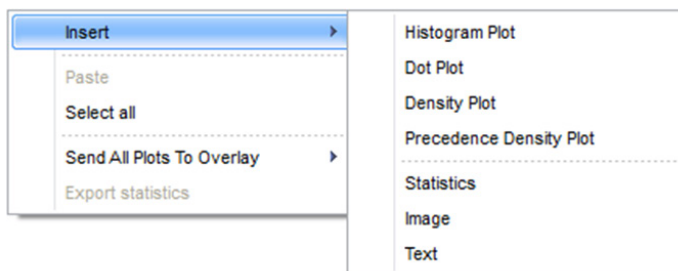 Insert
Paste
Select all
Send All Plots To Overlay
Export statistics
Histogram Plot
Dot Plot
Density Plot
Precedence Density Plot
Statistics
Image
Text